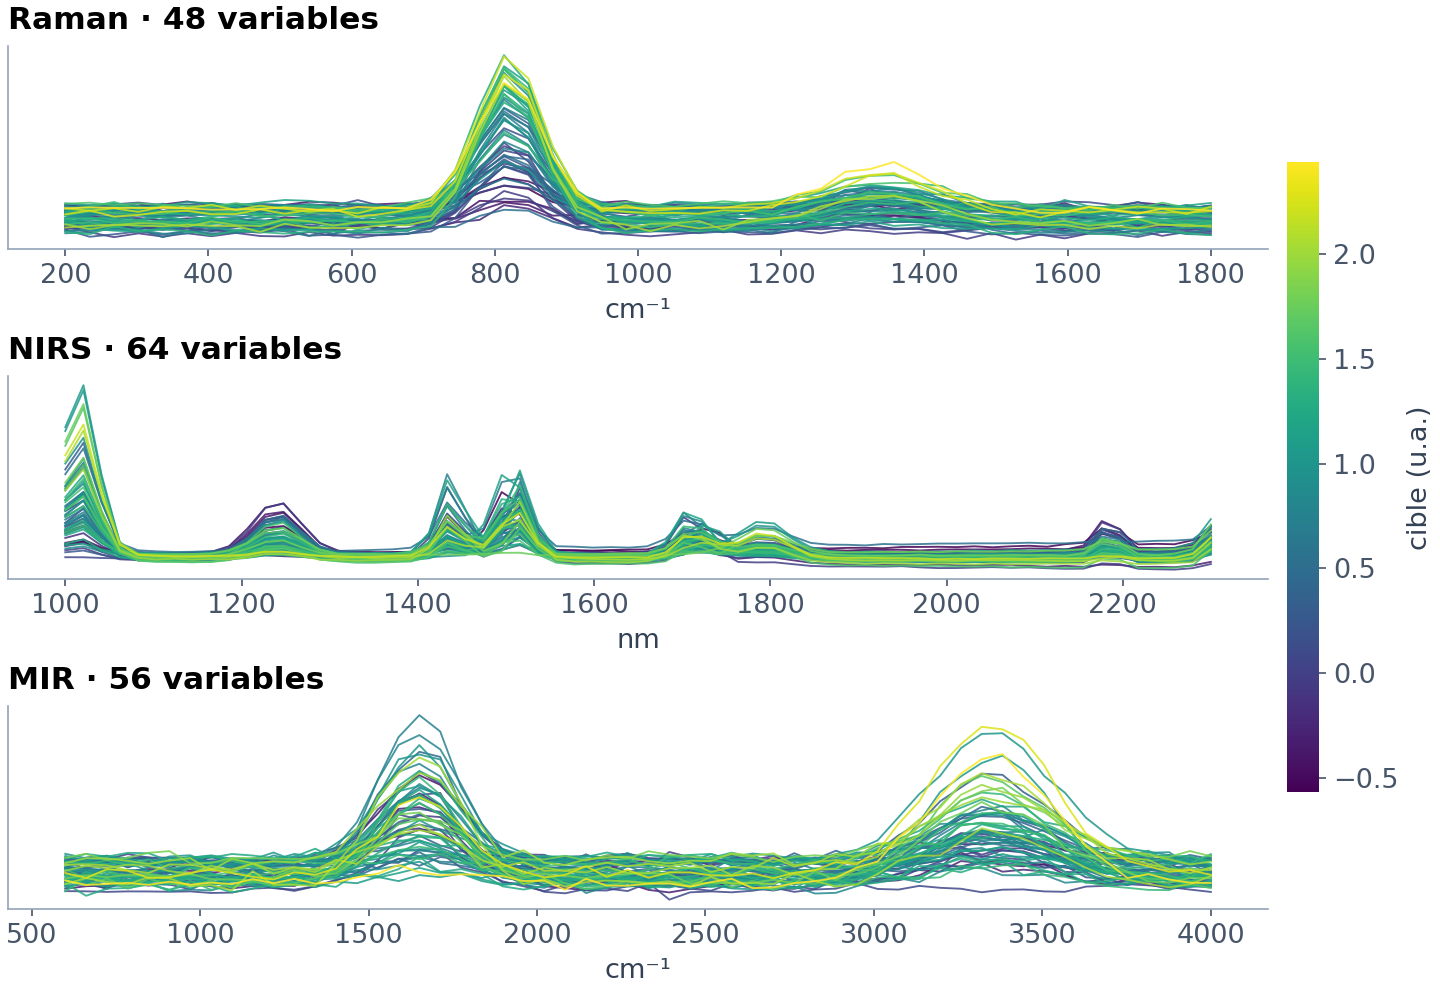 Raman · 48 variables
200 400 600 800 1000 1200 1400 1600 1800
cm⁻¹
NIRS · 64 variables
1000 1200 1400 1600 1800 2000 2200
nm
MIR · 56 variables
500 1000 1500 2000 2500 3000 3500 4000
cm⁻¹
2.0
1.5
1.0
0.5
0.0
−0.5
cible (u.a.)